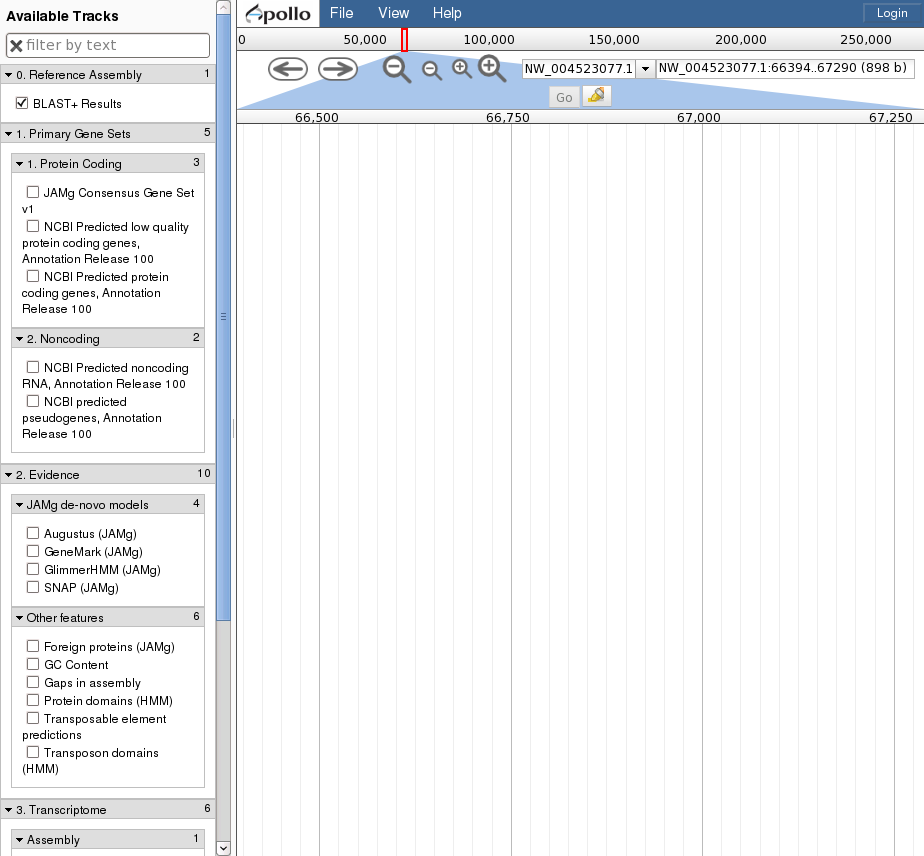 Available Tracks
filter by text
0. Reference Assembly 1
BLAST+ Results
1. Primary Gene Sets 5
1. Protein Coding 3
JAMg Consensus Gene Set
v1
NCBI Predicted low quality
protein coding genes,
Annotation Release 100
NCBI Predicted protein
coding genes, Annotation
Release 100
2. Noncoding 2
NCBI Predicted noncoding
RNA, Annotation Release 100
NCBI predicted
pseudogenes, Annotation
Release 100
2. Evidence 10
JAMg de-novo models 4
Augustus (JAMg)
GeneMark (JAMg)
GlimmerHMM (JAMg)
SNAP (JAMg)
Other features 6
Foreign proteins (JAMg)
GC Content
Gaps in assembly
Protein domains (HMM)
Transposable element
predictions
Transposon domains
(HMM)
3. Transcriptome 6
Assembly 1
Apollo File View Help Login
0 50,000 100,000 150,000 200,000 250,000
NW_004523077.1 NW_004523077.1:66394..67290 (898 b)
Go
66,500 66,750 67,000 67,250